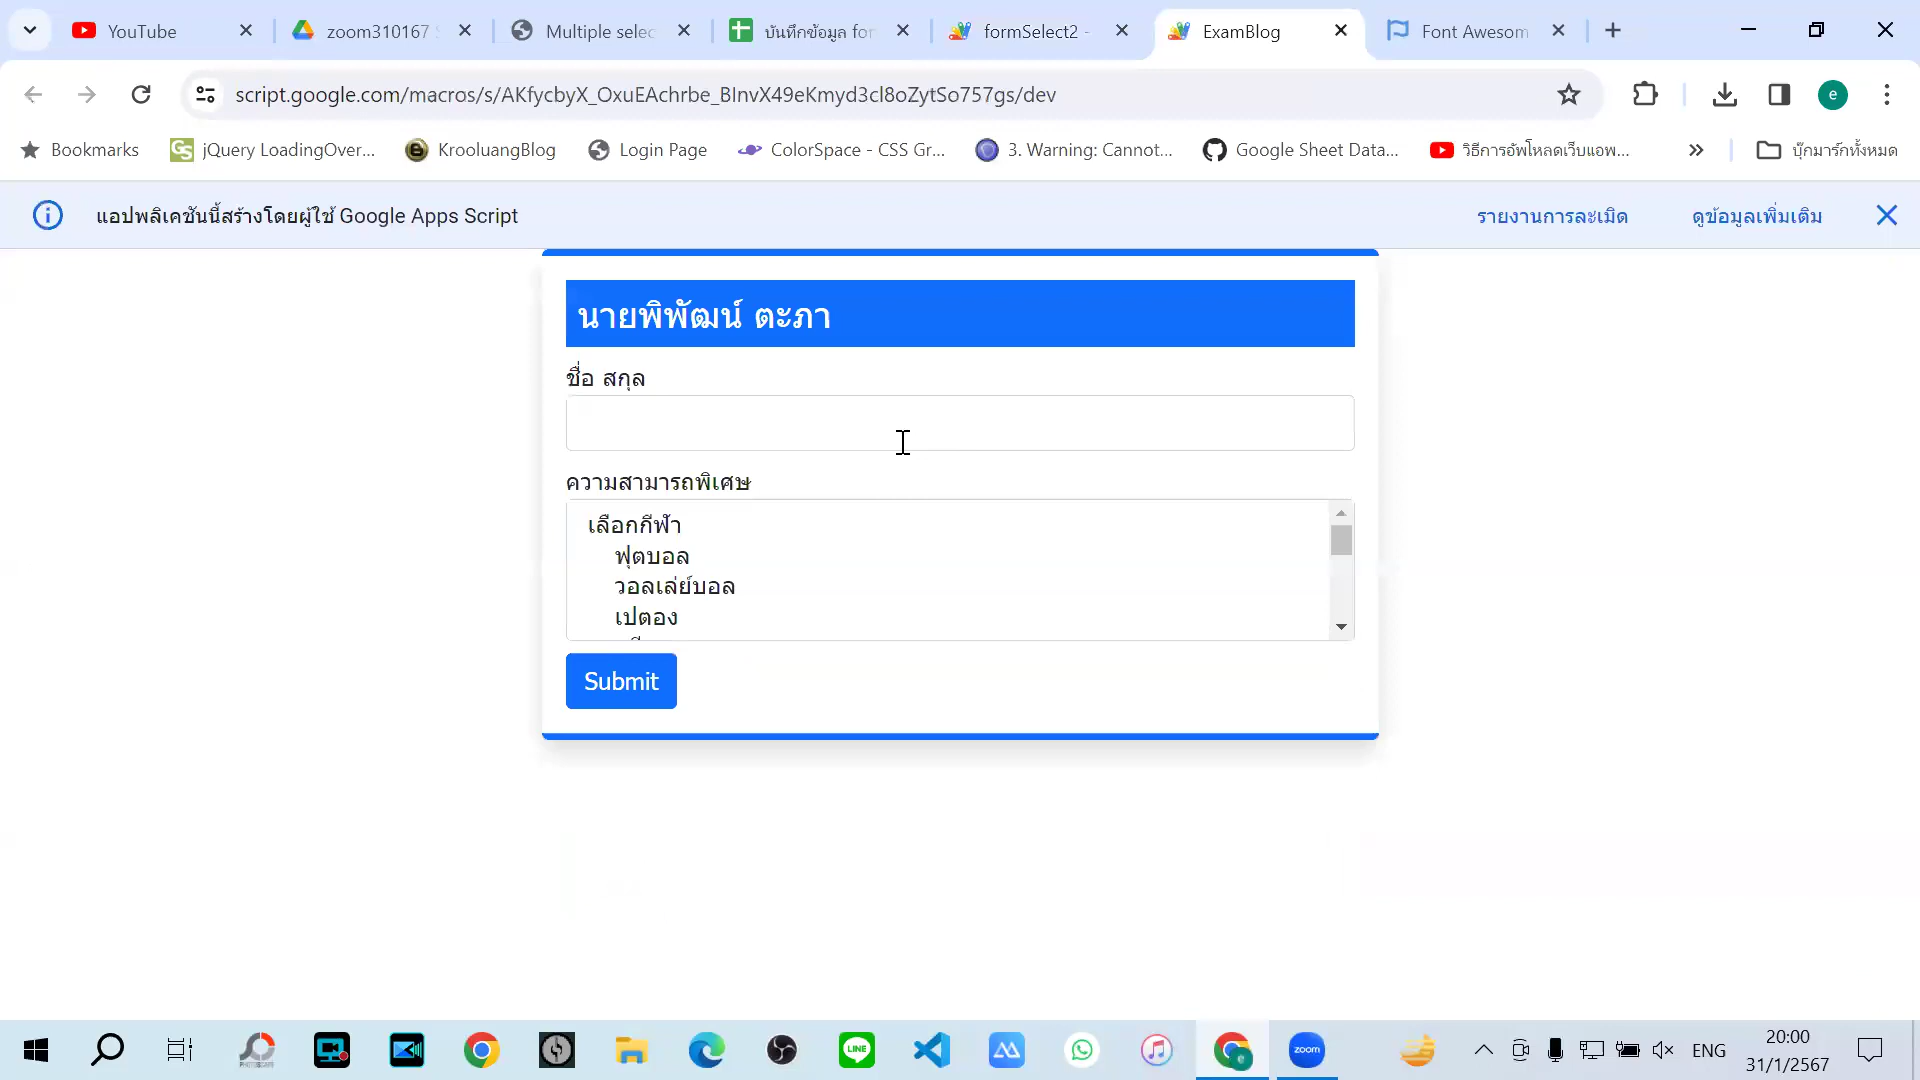 YouTube
zoom310167
Multiple selec
บันทึกข้อมูล for
formSelect2 -
ExamBlog
Font Awesom
script.google.com/macros/s/AKfycbyX_OxuEAchrbe_BInvX49eKmyd3cI8oZytSo757gs/dev
e
Bookmarks
jQuery LoadingOver...
KrooluangBlog
Login Page
ColorSpace - CSS Gr...
3. Warning: Cannot...
Google Sheet Data...
วิธีการอัพโหลดเว็บแอพ...
บุ๊กมาร์กทั้งหมด
แอปพลิเคชันนี้สร้างโดยผู้ใช้ Google Apps Script
รายงานการละเมิด
ดูข้อมูลเพิ่มเติม
นายพิพัฒน์ ตะภา
ชื่อ สกุล
ความสามารถพิเศษ
เลือกกีฬา
ฟุตบอล
วอลเล่ย์บอล
เปตอง
Submit
LINE
zoom
ENG
20:00
31/1/2567